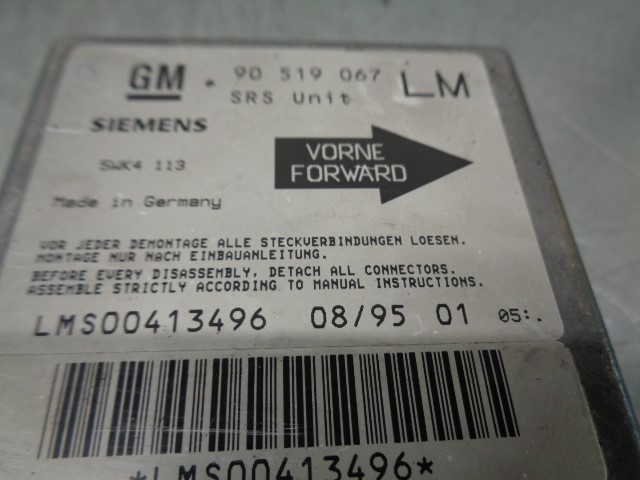 GM. 90 519 067 LM
SRS Unit
SIEMENS
5WK4 113
VORNE
FORWARD
Made in Germany
VOR JEDER DEMONTAGE ALLE STECKVERBINDUNGEN LOESEN.
MONTAGE NUR NACH EINBAUANLEITUNG.
BEFORE EVERY DISASSEMBLY, DETACH ALL CONNECTORS.
ASSEMBLE STRICTLY ACCORDING TO MANUAL INSTRUCTIONS.
LMS00413496 08/95 01 05:.
*LMS00413496*